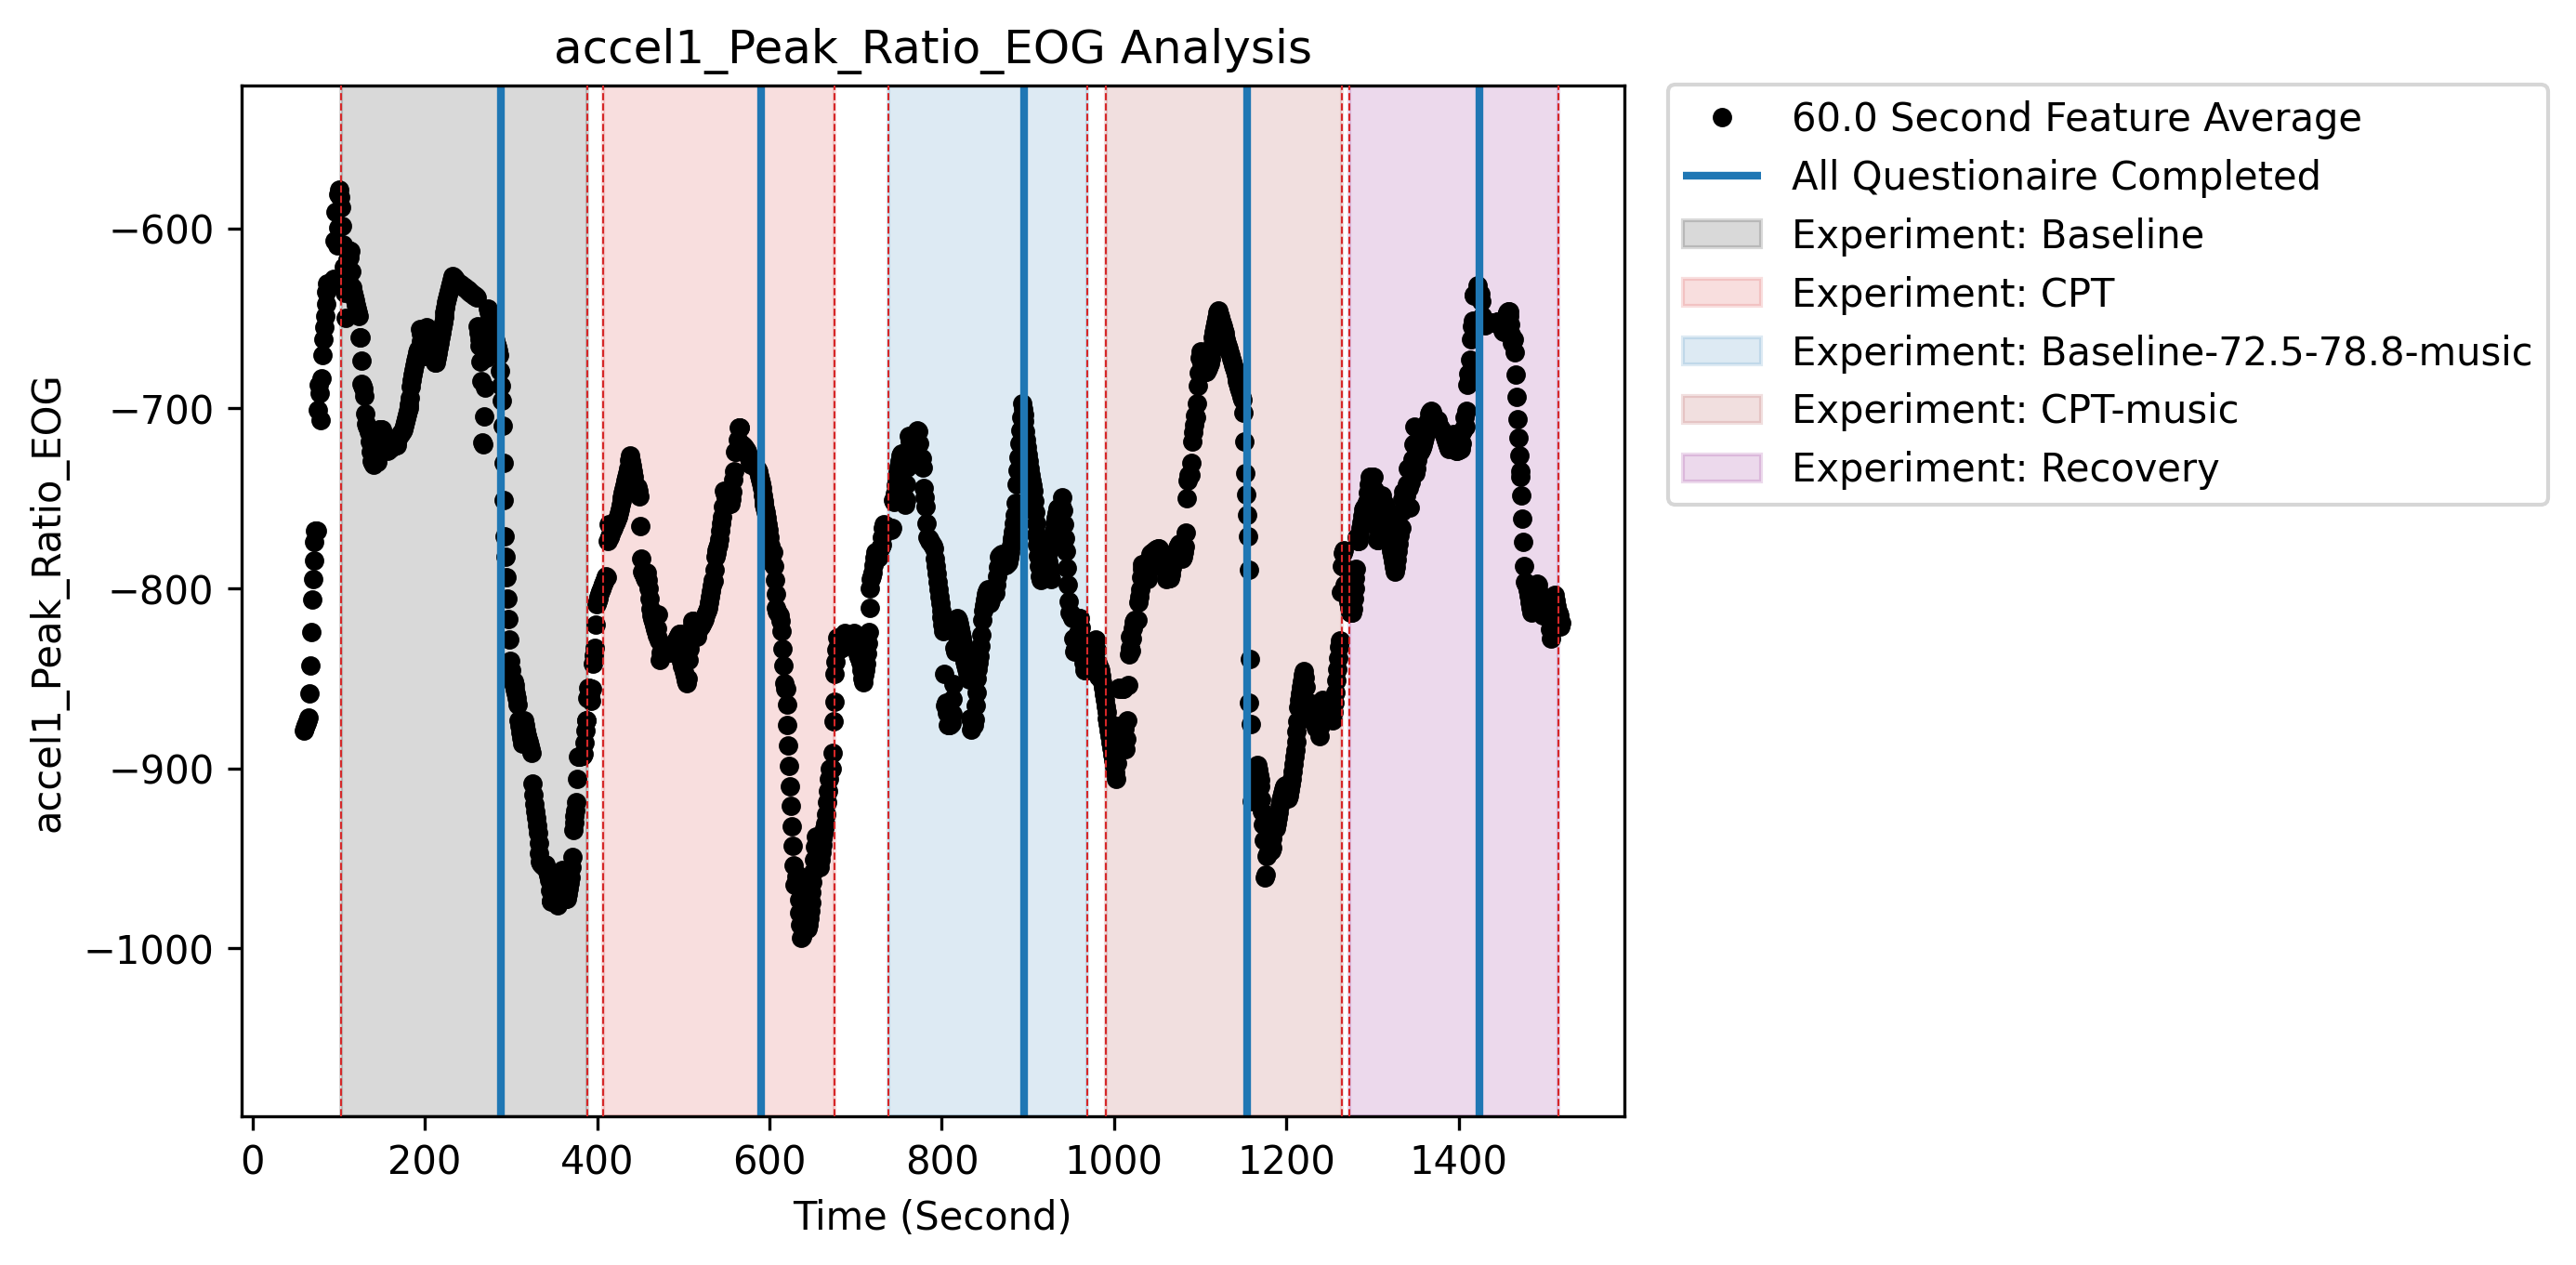 accel1_Peak_Ratio_EOG Analysis
60.0 Second Feature Average
All Questionaire Completed
Experiment: Baseline
Experiment: CPT
Experiment: Baseline-72.5-78.8-music
Experiment: CPT-music
Experiment: Recovery
accel1_Peak_Ratio_EOG
−600
−700
−800
−900
−1000
0 200 400 600 800 1000 1200 1400
Time (Second)